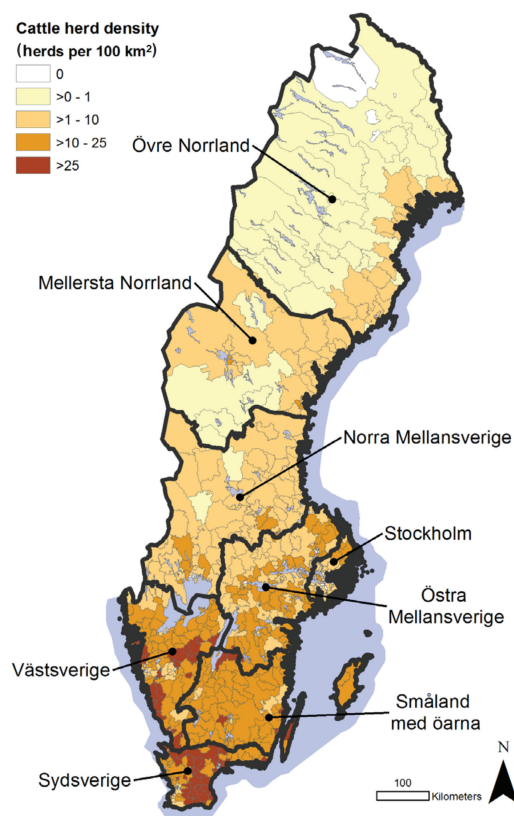 Cattle herd density
(herds per 100 km²)
0
>0 - 1
>1 - 10
>10 - 25
>25
Övre Norrland
Mellersta Norrland
Norra Mellansverige
Stockholm
Östra
Mellansverige
Västsverige
Småland
med öarna
Sydsverige
N
100
Kilometers